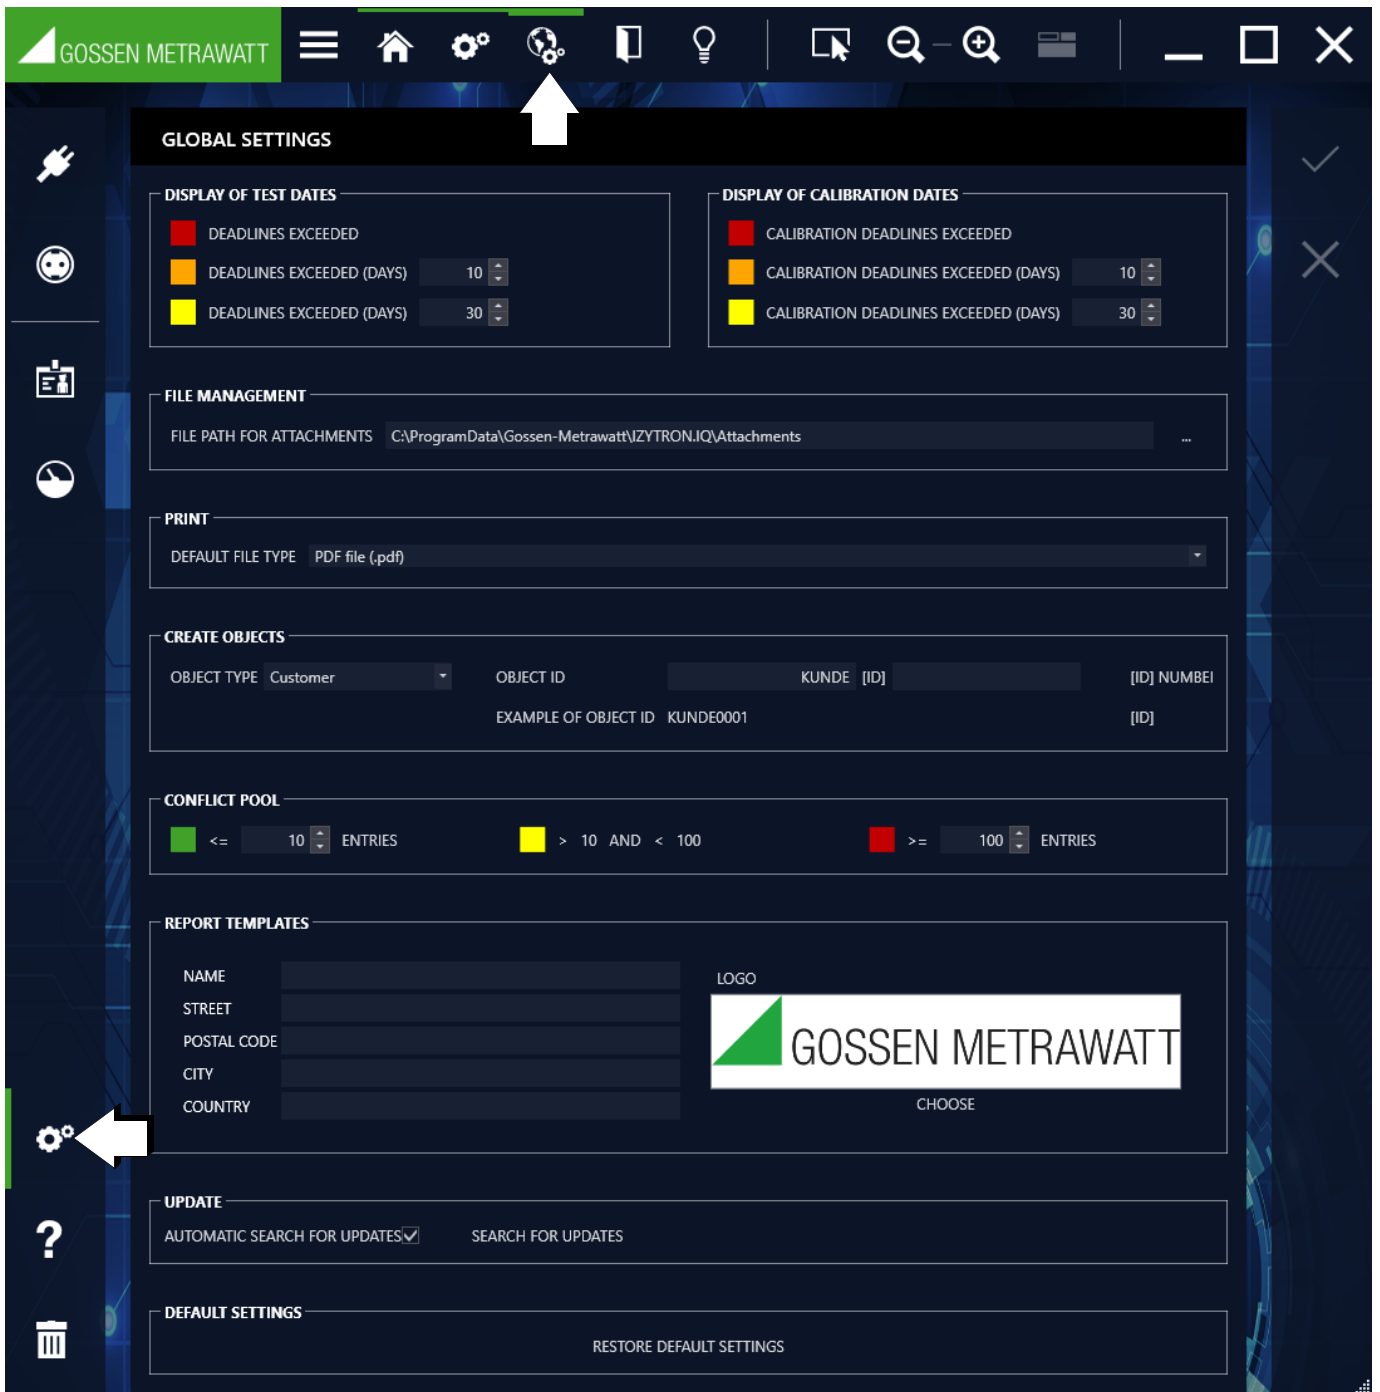 GOSSEN METRAWATT
GLOBAL SETTINGS
DISPLAY OF TEST DATES
DEADLINES EXCEEDED
DEADLINES EXCEEDED (DAYS) 10
DEADLINES EXCEEDED (DAYS) 30
DISPLAY OF CALIBRATION DATES
CALIBRATION DEADLINES EXCEEDED
CALIBRATION DEADLINES EXCEEDED (DAYS) 10
CALIBRATION DEADLINES EXCEEDED (DAYS) 30
FILE MANAGEMENT
FILE PATH FOR ATTACHMENTS C:\ProgramData\Gossen-Metrawatt\IZYTRON.IQ\Attachments ...
PRINT
DEFAULT FILE TYPE PDF file (.pdf)
CREATE OBJECTS
OBJECT TYPE Customer OBJECT ID KUNDE [ID] [ID] NUMBEI
EXAMPLE OF OBJECT ID KUNDE0001 [ID]
CONFLICT POOL
<= 10 ENTRIES > 10 AND < 100 >= 100 ENTRIES
REPORT TEMPLATES
NAME
STREET
POSTAL CODE
CITY
COUNTRY
LOGO
GOSSEN METRAWATT
CHOOSE
UPDATE
AUTOMATIC SEARCH FOR UPDATES SEARCH FOR UPDATES
?
DEFAULT SETTINGS
RESTORE DEFAULT SETTINGS